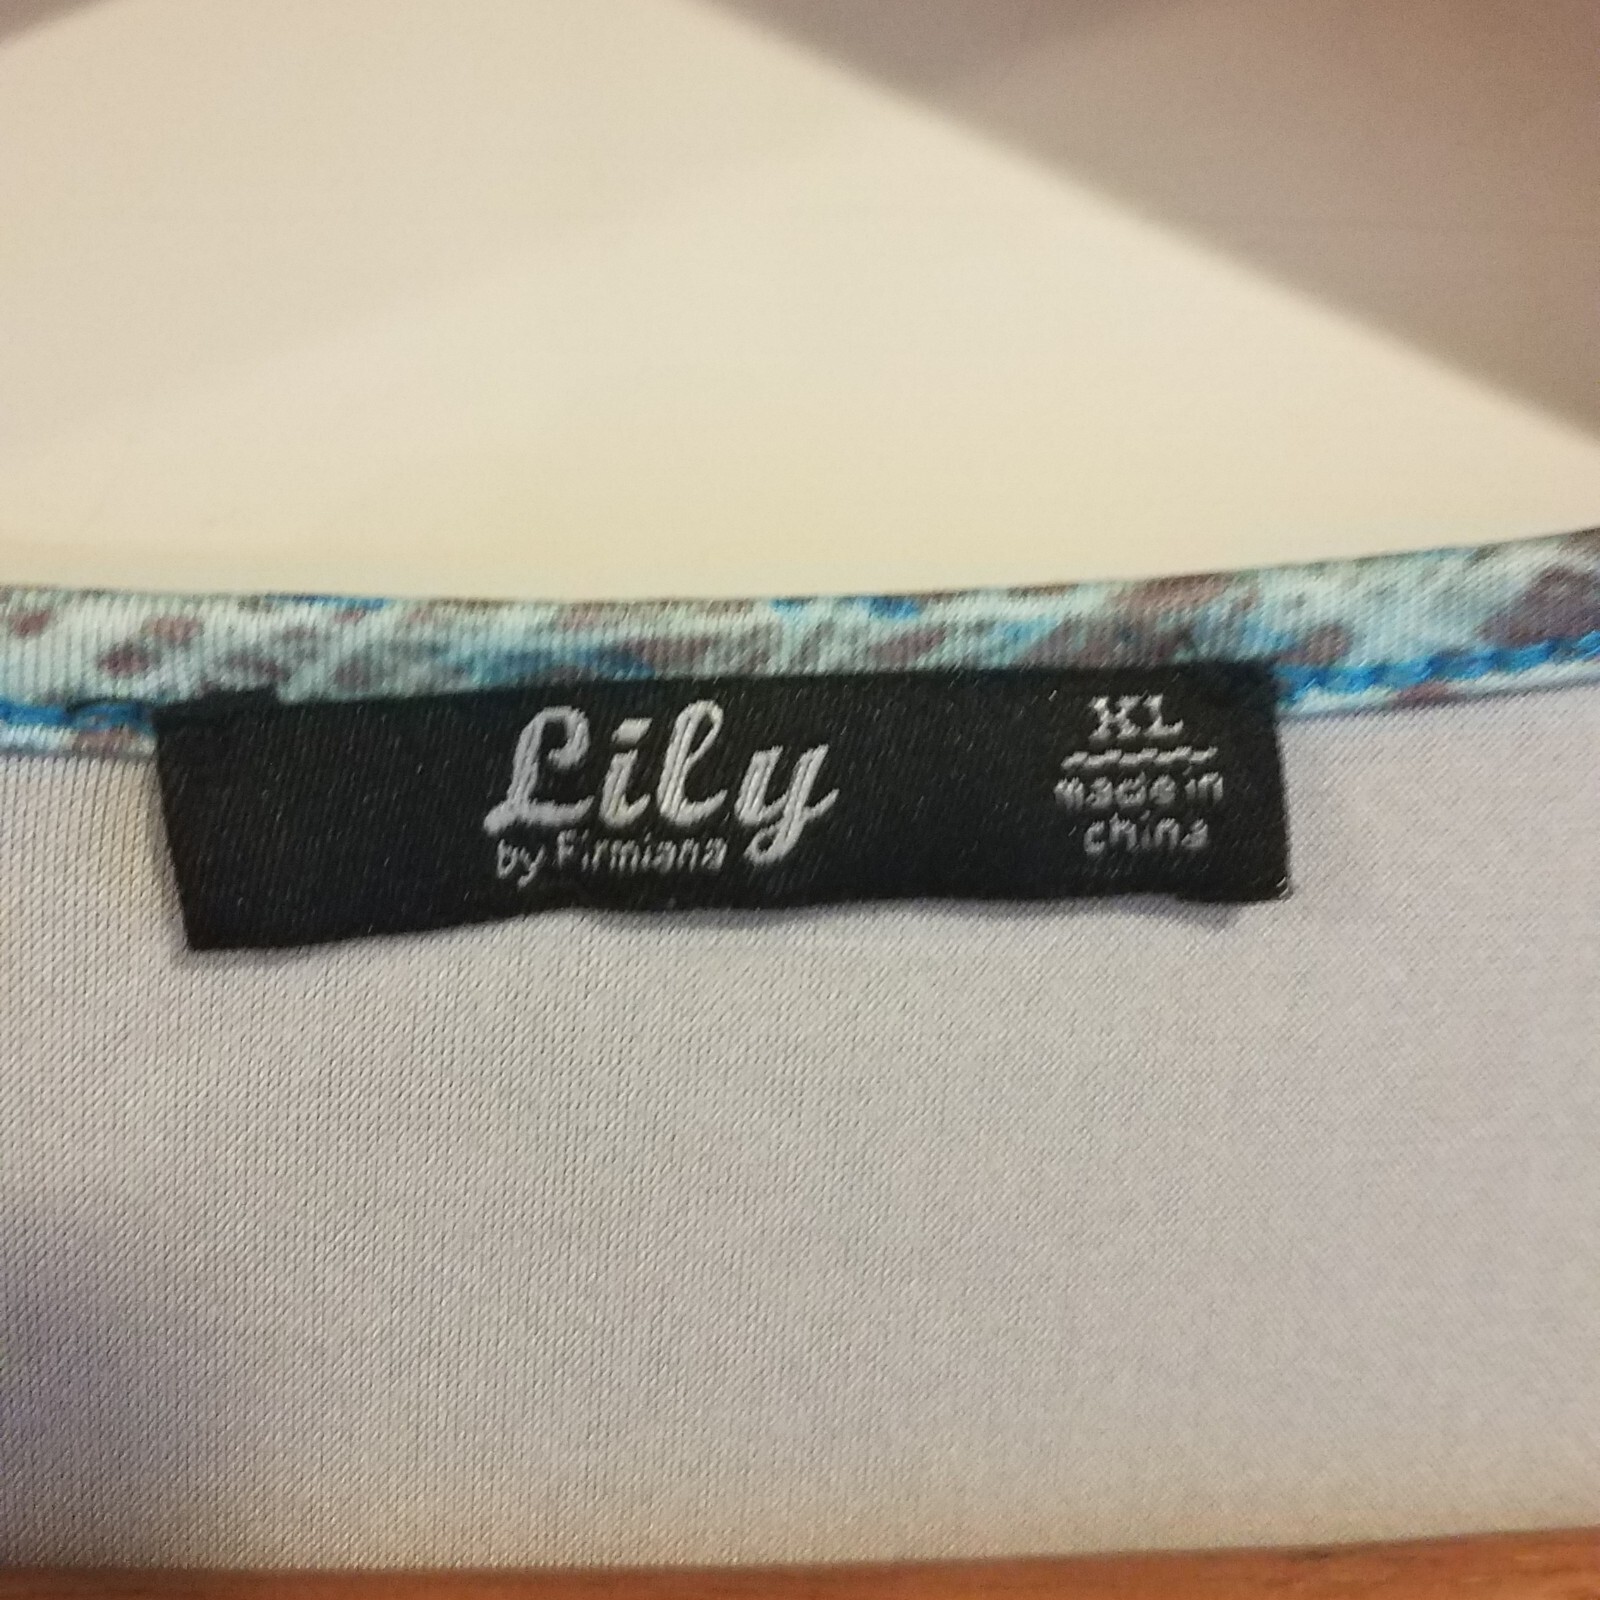 Lily
by Firmiana
XL
made in
china